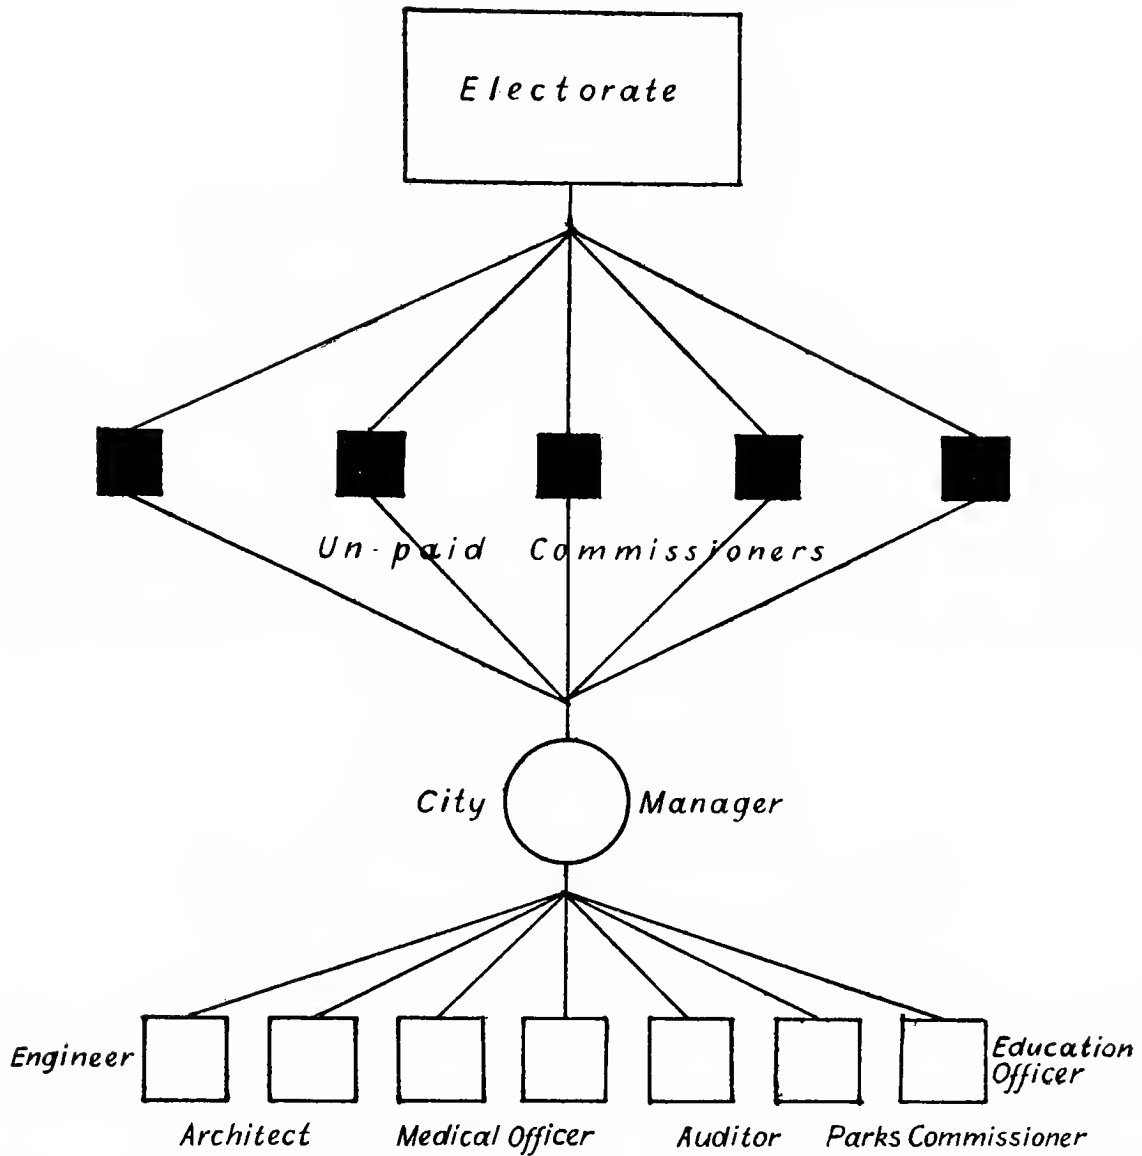 Electorate
Un-paid Commissioners
City Manager
Engineer
Education
Officer
Architect Medical Officer Auditor Parks Commissioner